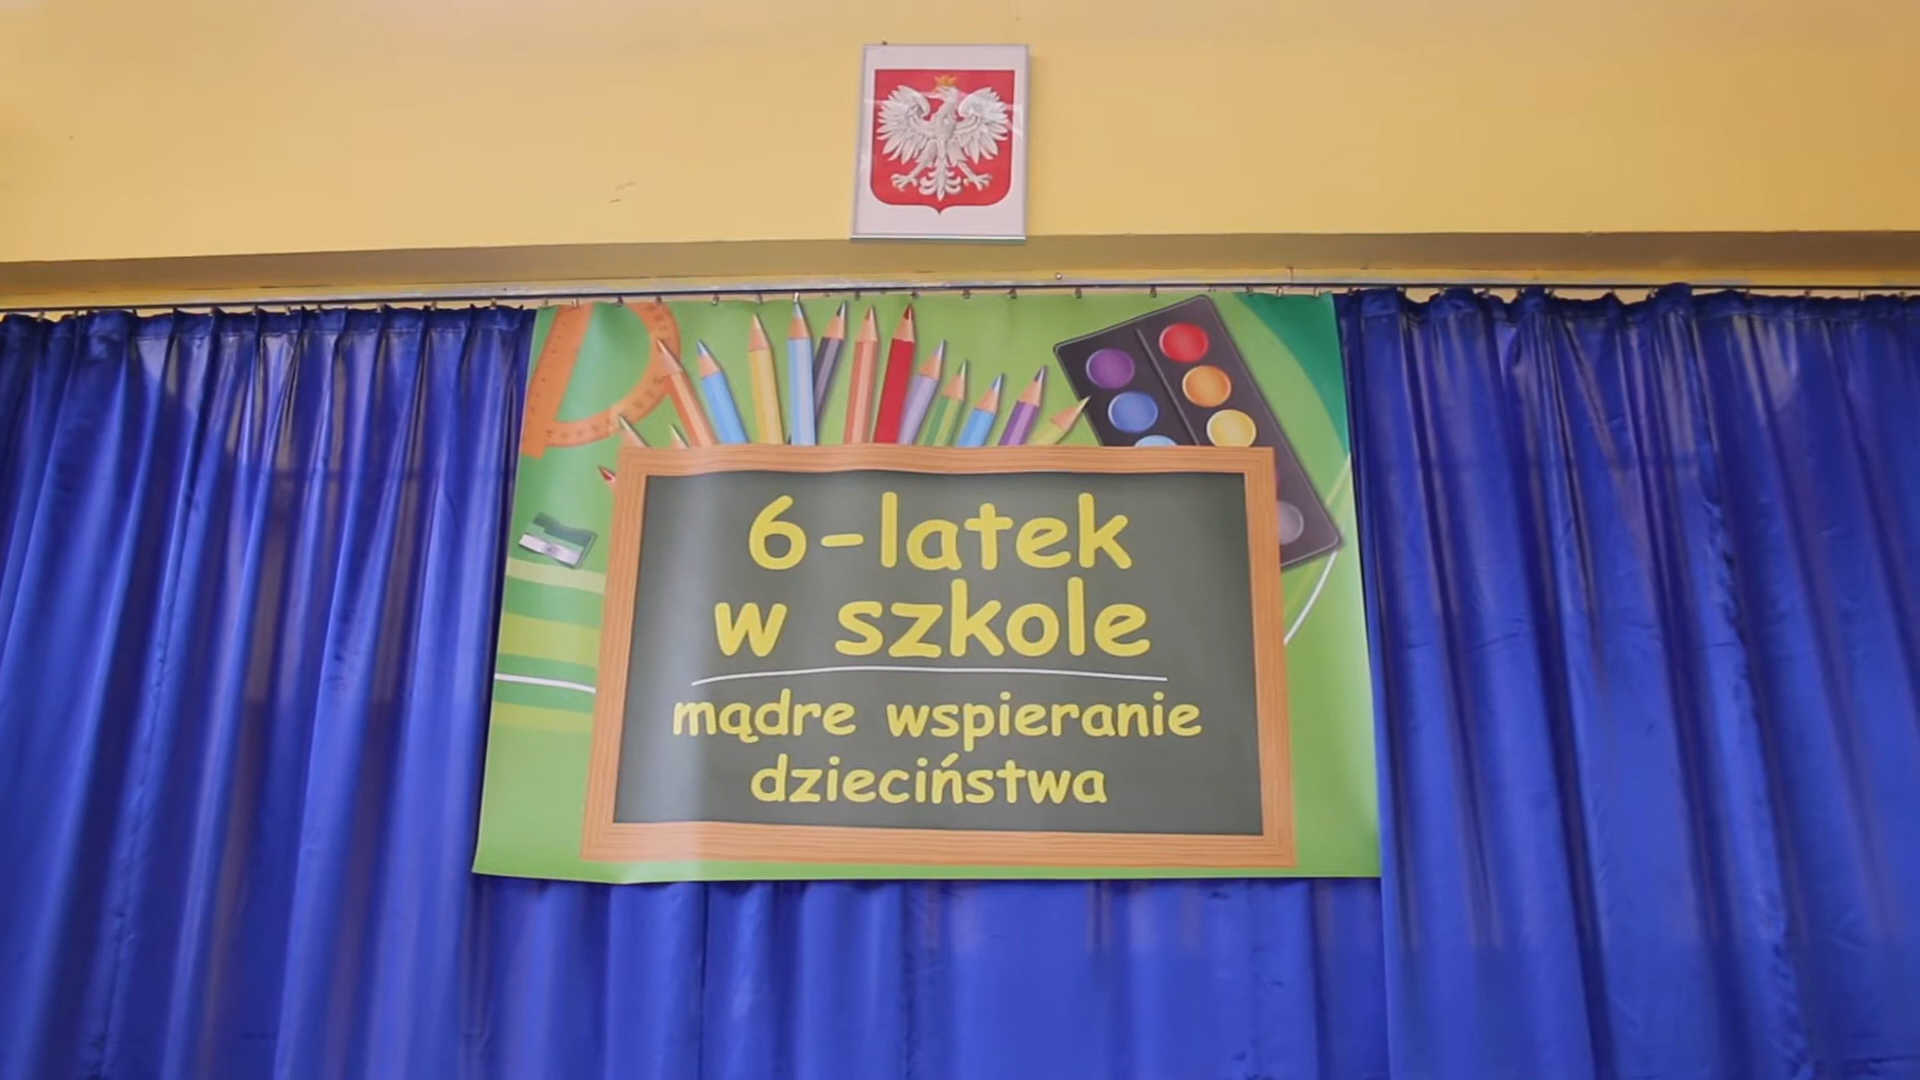 6-latek
w szkole
mądre wspieranie
dzieciństwa